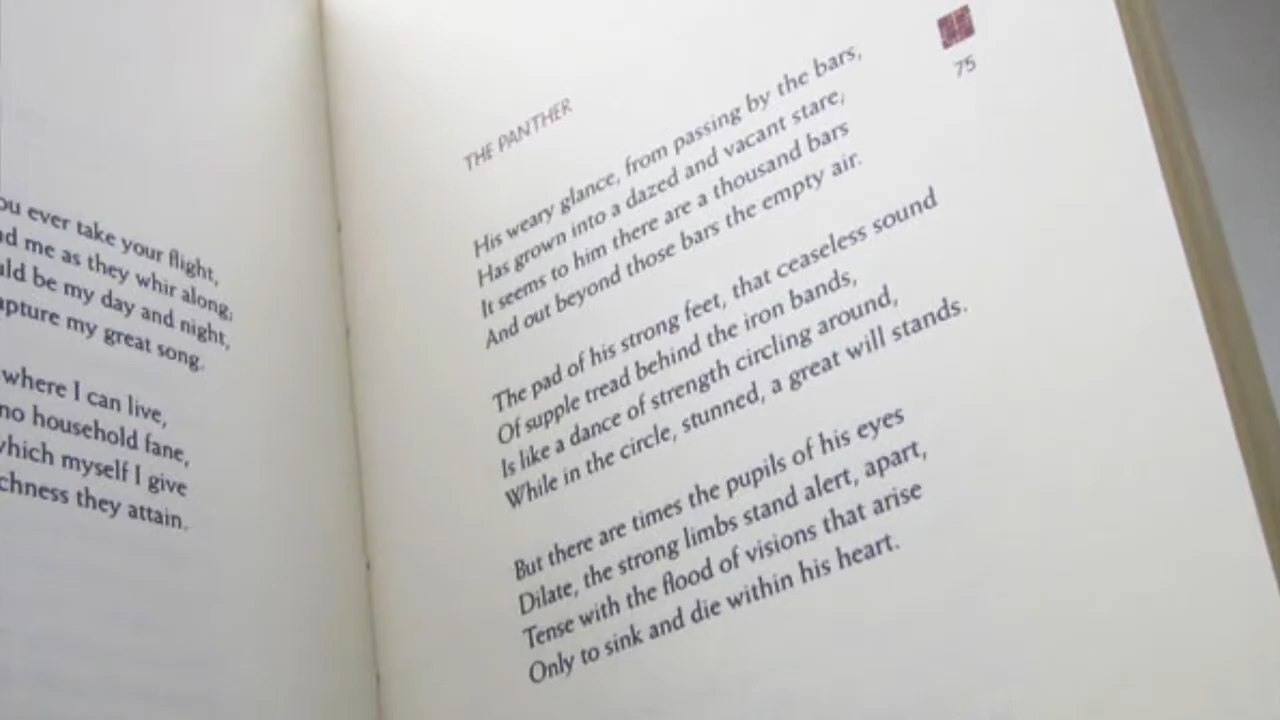 ou ever take your flight,
d me as they whir along;
ld be my day and night,
pture my great song.
where I can live,
no household fane,
which myself I give
chness they attain.
75
THE PANTHER
His weary glance, from passing by the bars,
Has grown into a dazed and vacant stare;
It seems to him there are a thousand bars
And out beyond those bars the empty air.
The pad of his strong feet, that ceaseless sound
Of supple tread behind the iron bands,
Is like a dance of strength circling around,
While in the circle, stunned, a great will stands.
But there are times the pupils of his eyes
Dilate, the strong limbs stand alert, apart,
Tense with the flood of visions that arise
Only to sink and die within his heart.